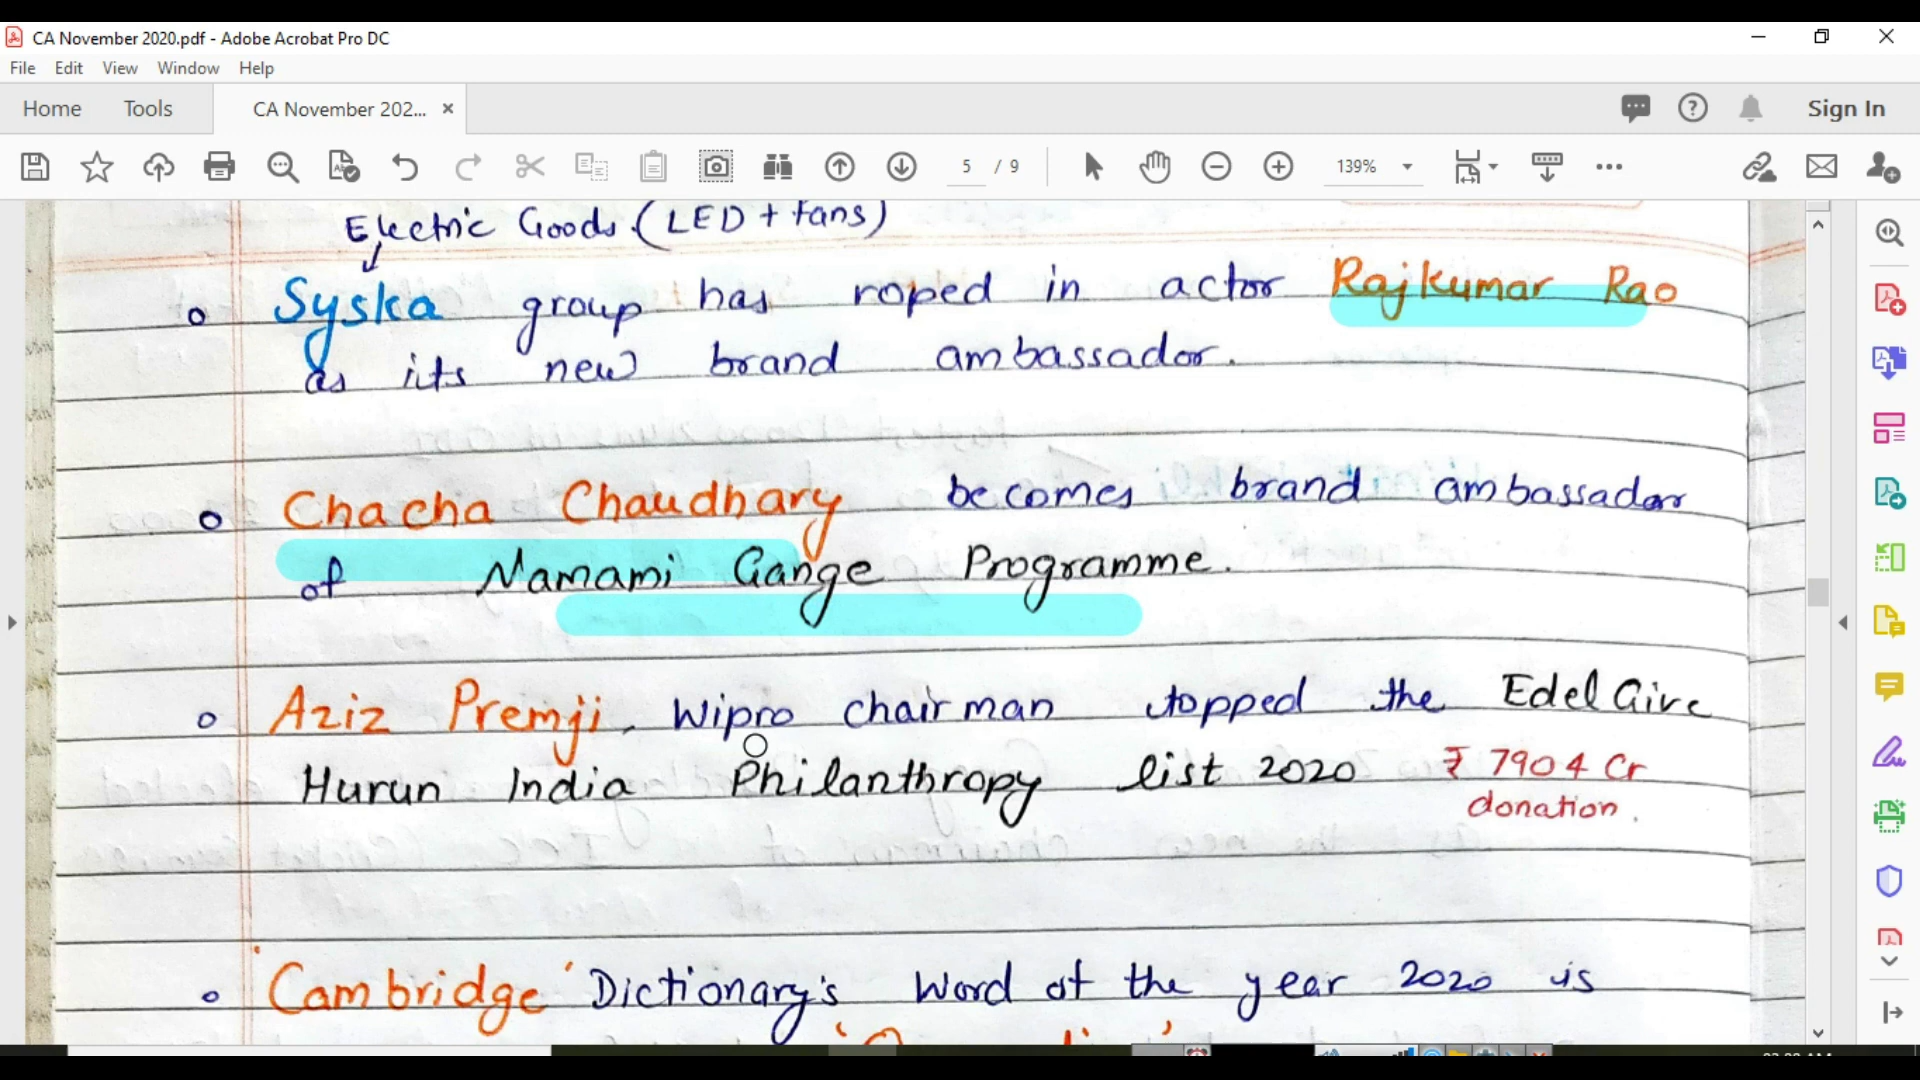 CA November 2020.pdf - Adobe Acrobat Pro DC
File Edit View Window Help
Home Tools CA November 202... × Sign In
5 / 9 139%
Electric Goods (LED + fans)
Syska group has roped in actor Rajkumar Rao
as its new brand ambassador.
Chacha Chaudhary becomes brand ambassador
of Namami Gange Programme.
Aziz Premji, Wipro chairman topped the EdelGive
Hurun India Philanthropy list 2020 ₹ 7904 Cr
donation.
'Cambridge' Dictionary's Word of the year 2020 is